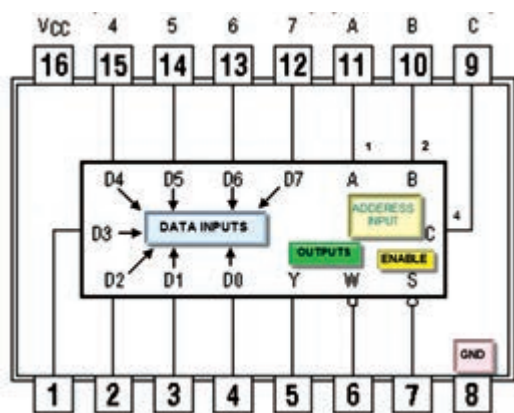 VCC 4 5 6 7 A B C
16 15 14 13 12 11 10 9
1 2
D4 D5 D6 D7 A B
ADDERESS
INPUT
D3 DATA INPUTS C 4
OUTPUTS ENABLE
D2 D1 D0 Y W S
GND
1 2 3 4 5 6 7 8